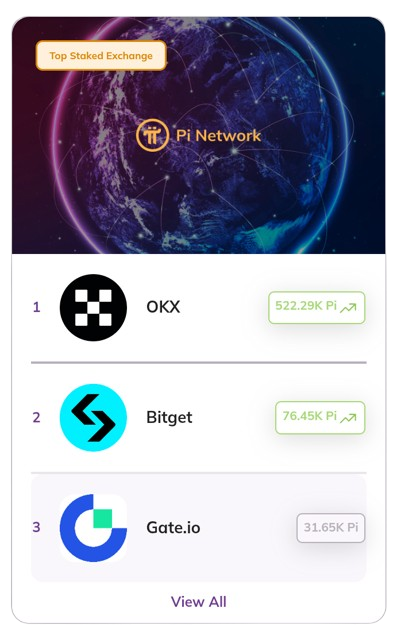 Top Staked Exchange
Pi Network
1 OKX 522.29K Pi
2 Bitget 76.45K Pi
3 Gate.io 31.65K Pi
View All